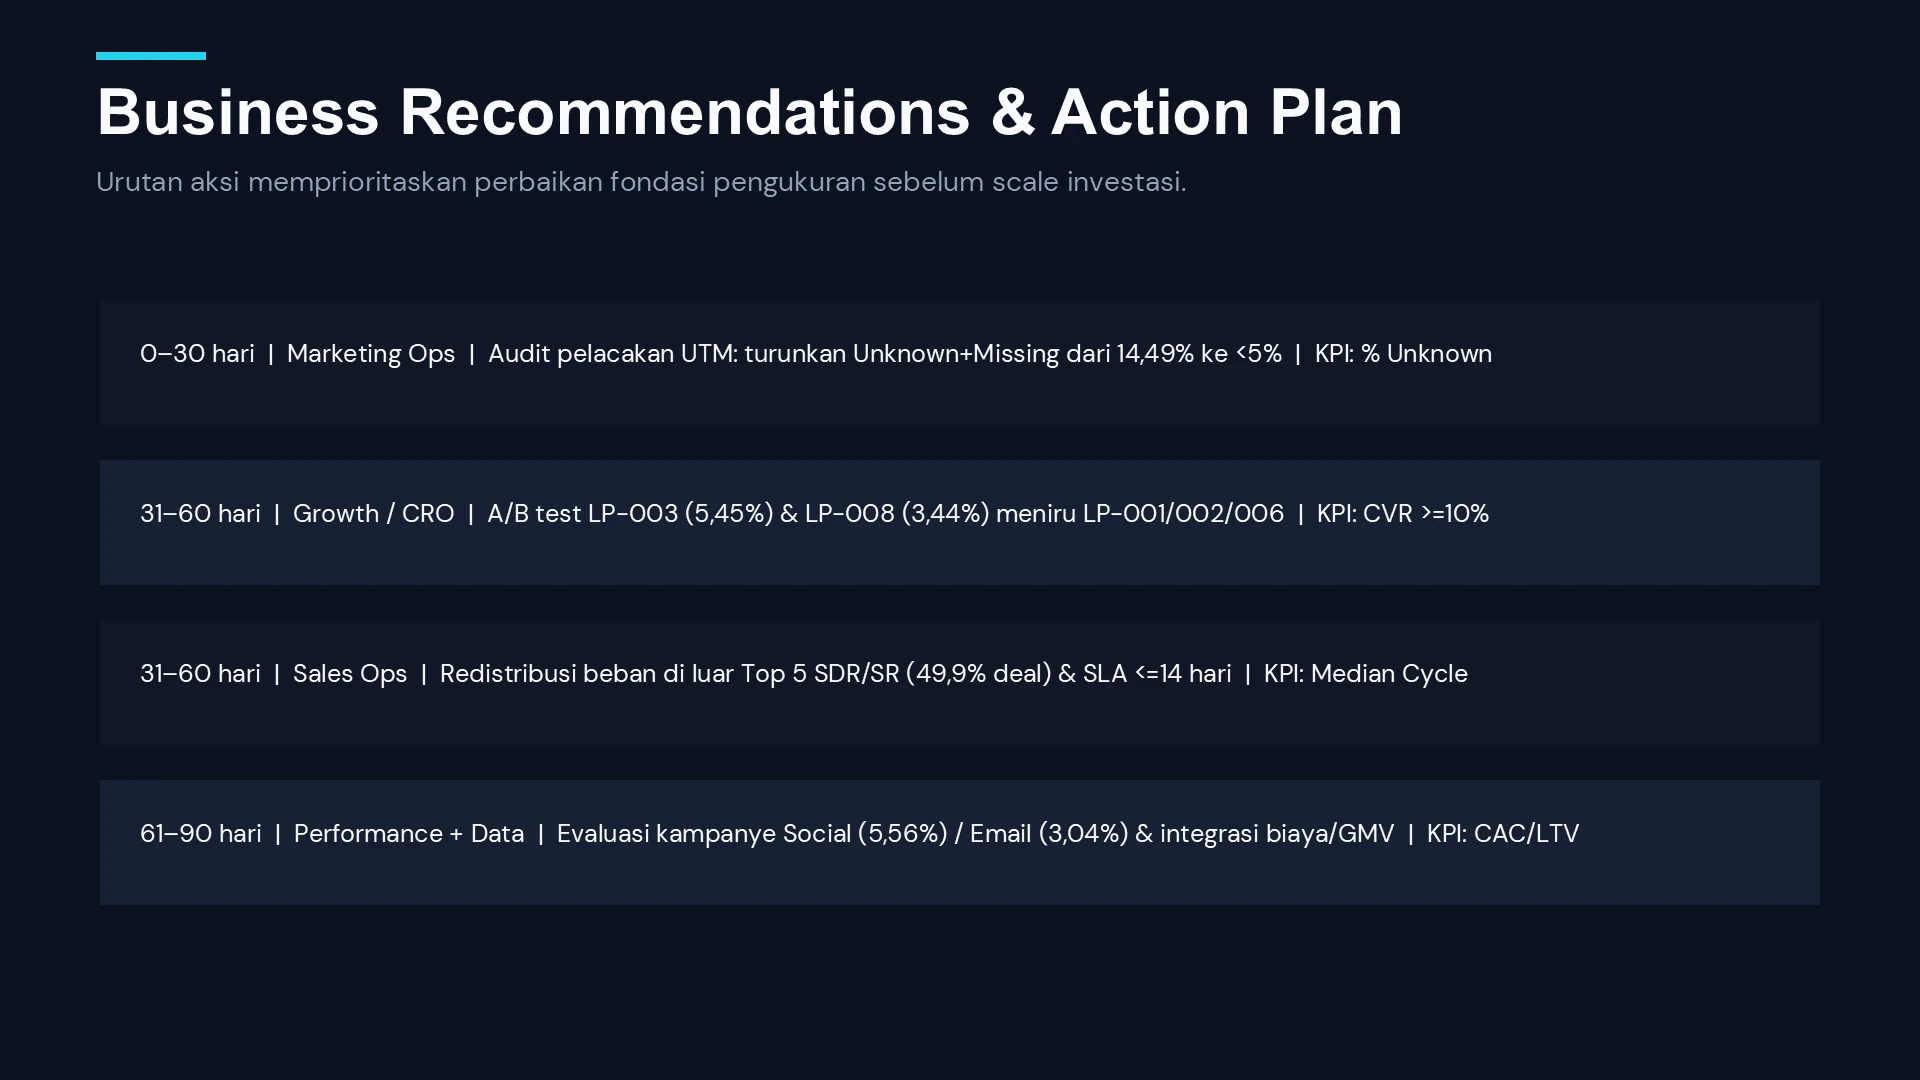 Business Recommendations & Action Plan
Urutan aksi memprioritaskan perbaikan fondasi pengukuran sebelum scale investasi.
0–30 hari | Marketing Ops | Audit pelacakan UTM: turunkan Unknown+Missing dari 14,49% ke <5% | KPI: % Unknown
31–60 hari | Growth / CRO | A/B test LP-003 (5,45%) & LP-008 (3,44%) meniru LP-001/002/006 | KPI: CVR >=10%
31–60 hari | Sales Ops | Redistribusi beban di luar Top 5 SDR/SR (49,9% deal) & SLA <=14 hari | KPI: Median Cycle
61–90 hari | Performance + Data | Evaluasi kampanye Social (5,56%) / Email (3,04%) & integrasi biaya/GMV | KPI: CAC/LTV